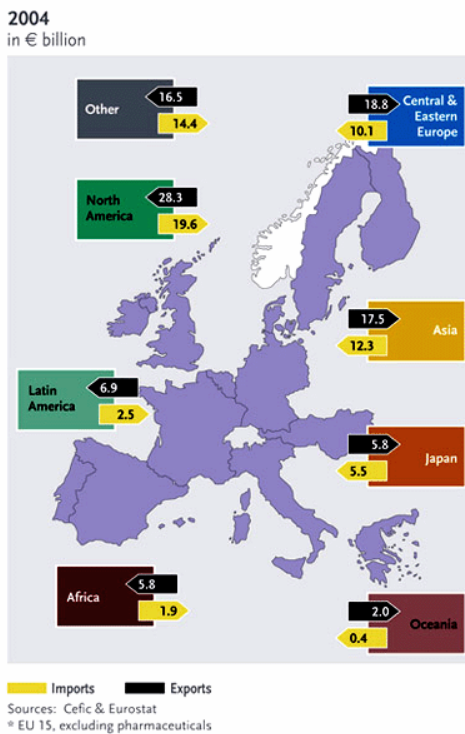 2004
in € billion
Other
16.5
14.4
18.8
10.1
Central &
Eastern
Europe
North
America
28.3
19.6
17.5
12.3
Asia
Latin
America
6.9
2.5
5.8
5.5
Japan
Africa
5.8
1.9
2.0
0.4
Oceania
Imports Exports
Sources: Cefic & Eurostat
* EU 15, excluding pharmaceuticals